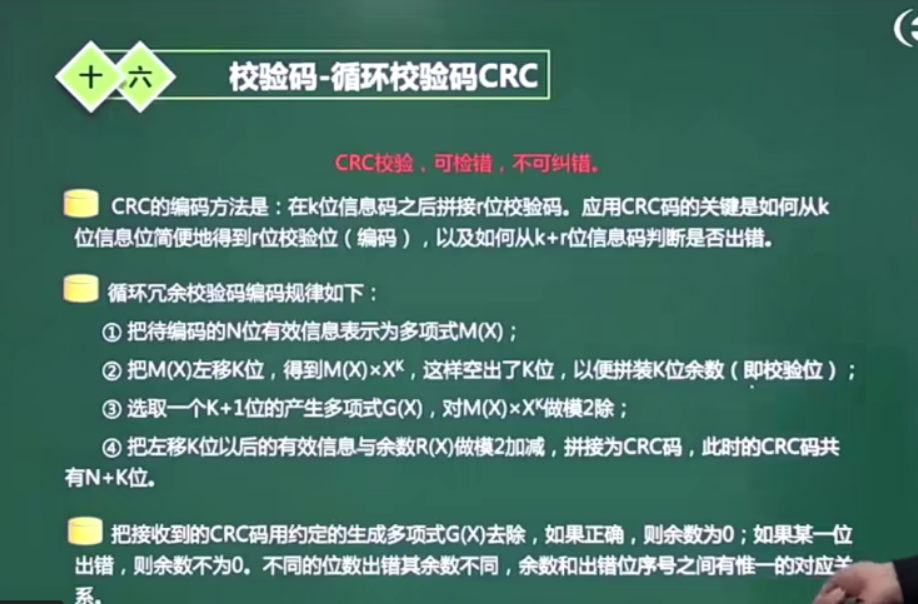 十六 校验码-循环校验码CRC
CRC校验，可检错，不可纠错。
CRC的编码方法是：在k位信息码之后拼接r位校验码。应用CRC码的关键是如何从k
位信息位简便地得到r位校验位（编码），以及如何从k+r位信息码判断是否出错。
循环冗余校验码编码规律如下：
① 把待编码的N位有效信息表示为多项式M(X)；
② 把M(X)左移K位，得到M(X)×Xᴷ，这样空出了K位，以便拼装K位余数（即校验位）；
③ 选取一个K+1位的产生多项式G(X)，对M(X)×Xᴷ做模2除；
④ 把左移K位以后的有效信息与余数R(X)做模2加减，拼接为CRC码，此时的CRC码共
有N+K位。
把接收到的CRC码用约定的生成多项式G(X)去除，如果正确，则余数为0；如果某一位
出错，则余数不为0。不同的位数出错其余数不同，余数和出错位序号之间有惟一的对应关
系。